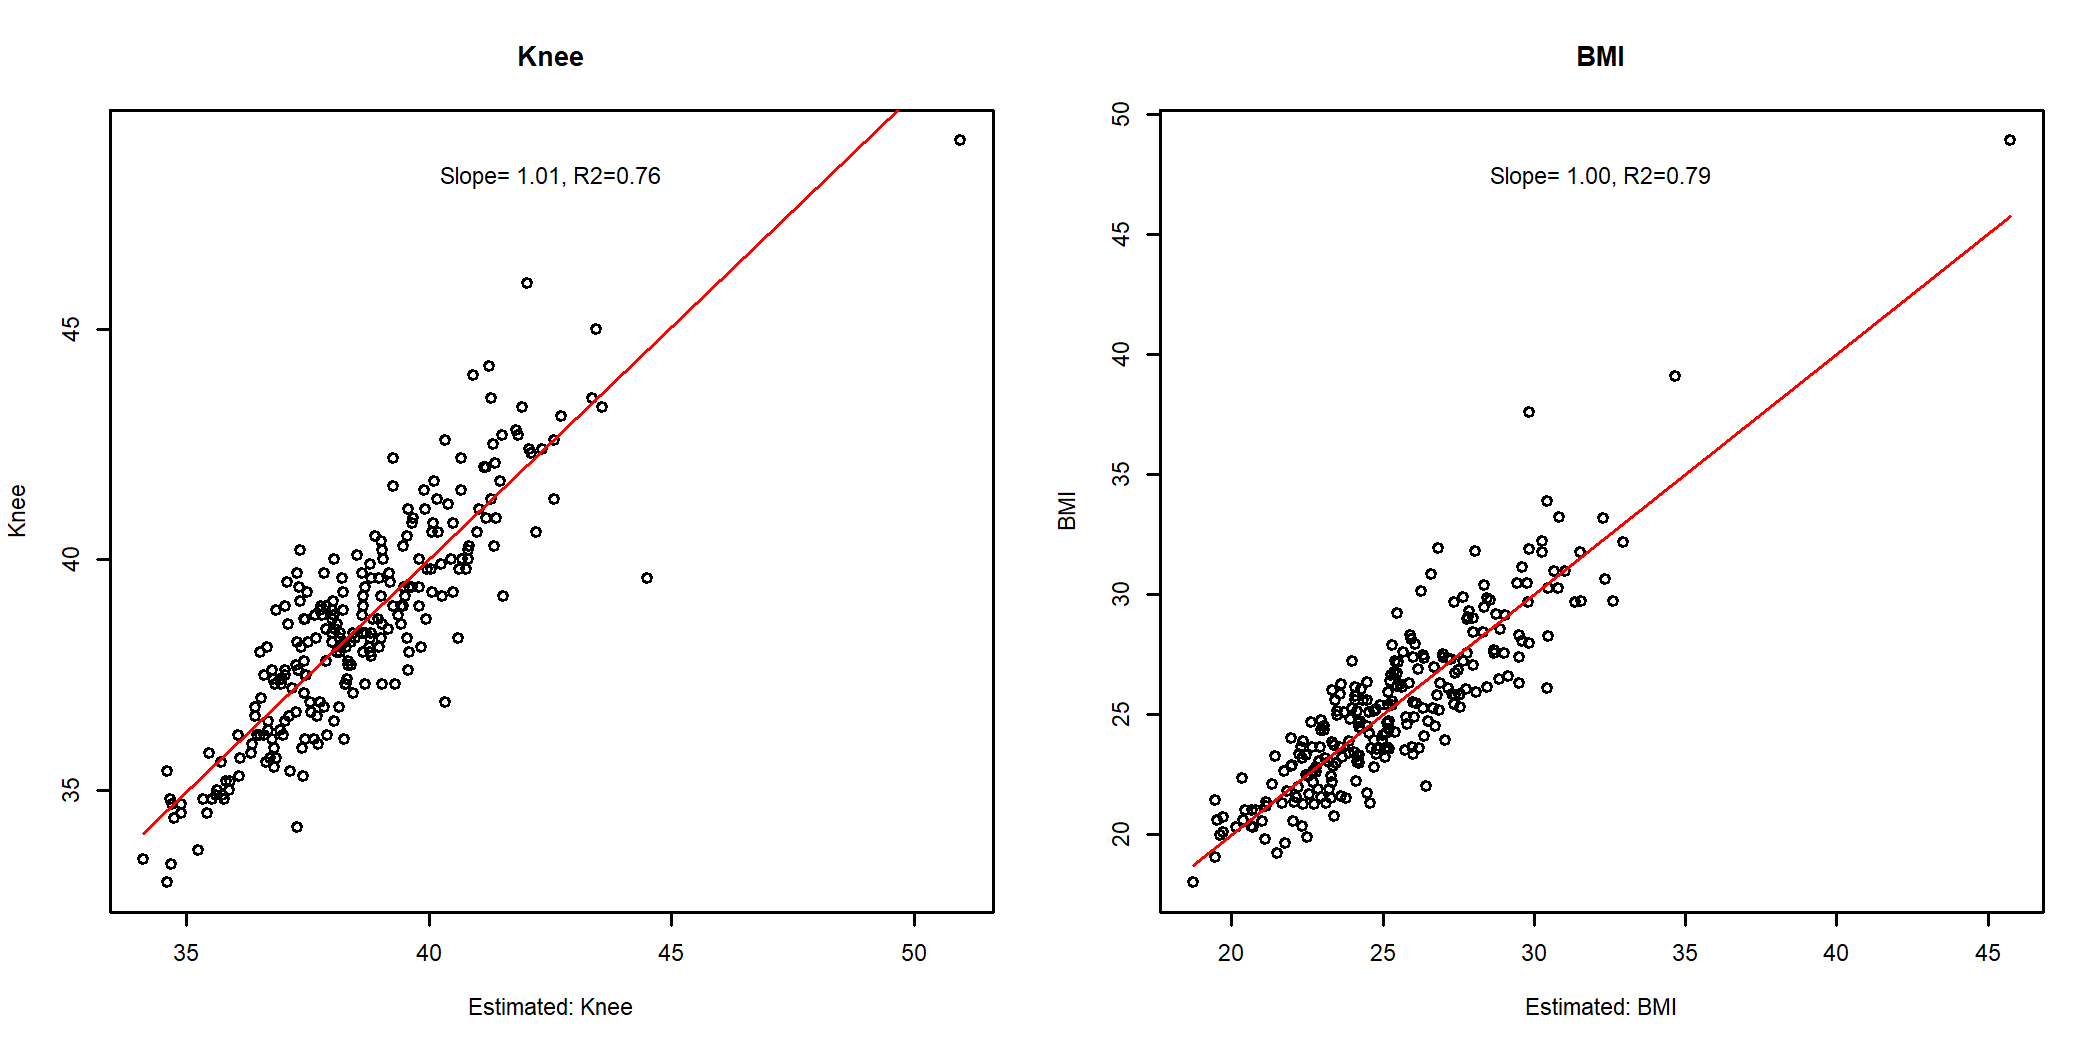 Knee
Slope= 1.01, R2=0.76
Knee
45
40
35
35 40 45 50
Estimated: Knee
BMI
Slope= 1.00, R2=0.79
BMI
50
45
40
35
30
25
20
20 25 30 35 40 45
Estimated: BMI